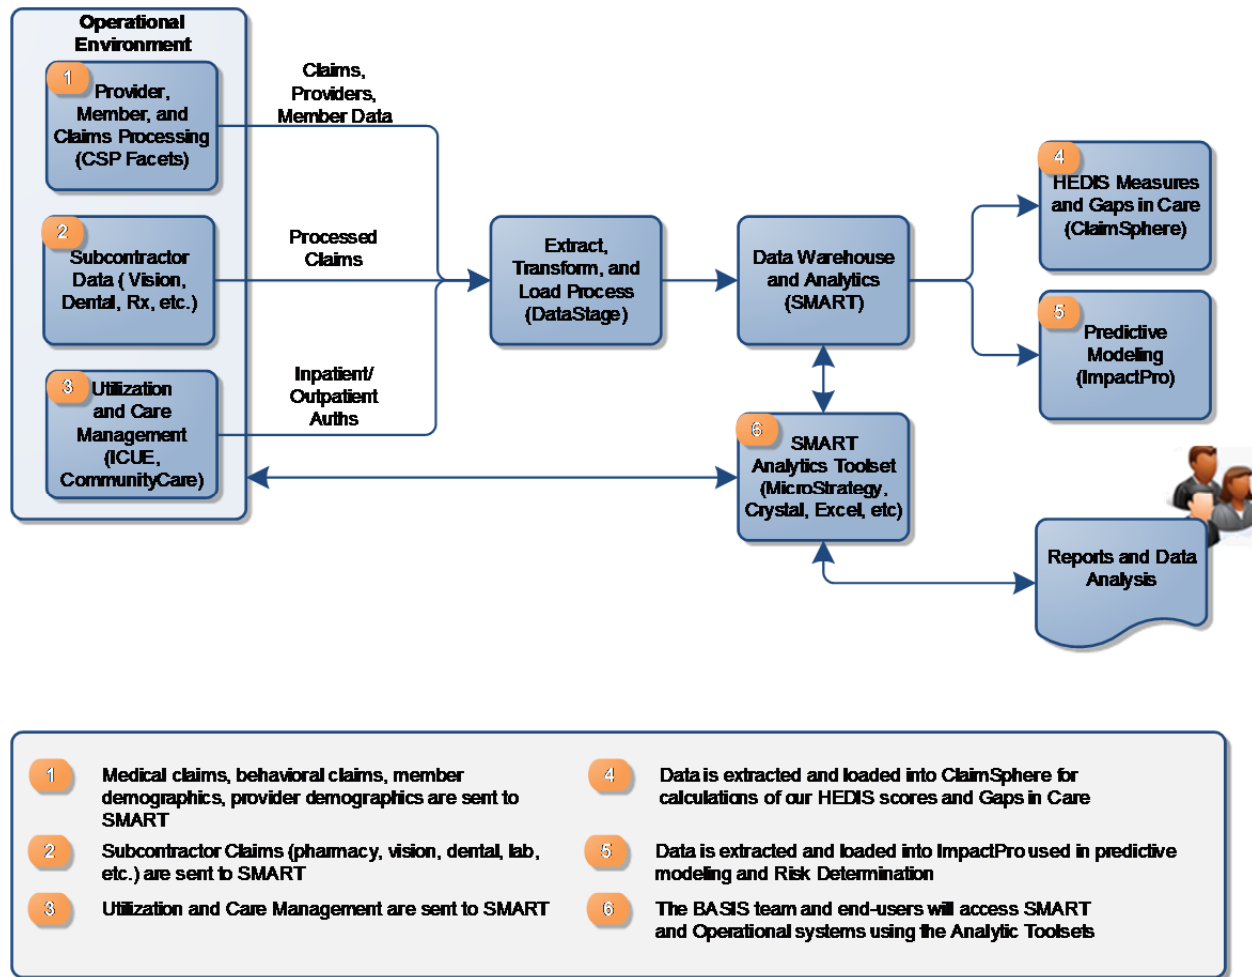 Operational
Environment
1
Provider,
Member, and
Claims Processing
(CSP Facets)
Claims,
Providers,
Member Data
2
Subcontractor
Data ( Vision,
Dental, Rx, etc.)
Processed
Claims
3
Utilization
and Care
Management
(ICUE,
CommunityCare)
Inpatient/
Outpatient
Auths
Extract,
Transform, and
Load Process
(DataStage)
Data Warehouse
and Analytics
(SMART)
4
HEDIS Measures
and Gaps in Care
(ClaimSphere)
5
Predictive
Modeling
(ImpactPro)
6
SMART
Analytics Toolset
(MicroStrategy,
Crystal, Excel, etc)
Reports and Data
Analysis
1
Medical claims, behavioral claims, member
demographics, provider demographics are sent to
SMART
2
Subcontractor Claims (pharmacy, vision, dental, lab,
etc.) are sent to SMART
3
Utilization and Care Management are sent to SMART
4
Data is extracted and loaded into ClaimSphere for
calculations of our HEDIS scores and Gaps in Care
5
Data is extracted and loaded into ImpactPro used in predictive
modeling and Risk Determination
6
The BASIS team and end-users will access SMART
and Operational systems using the Analytic Toolsets